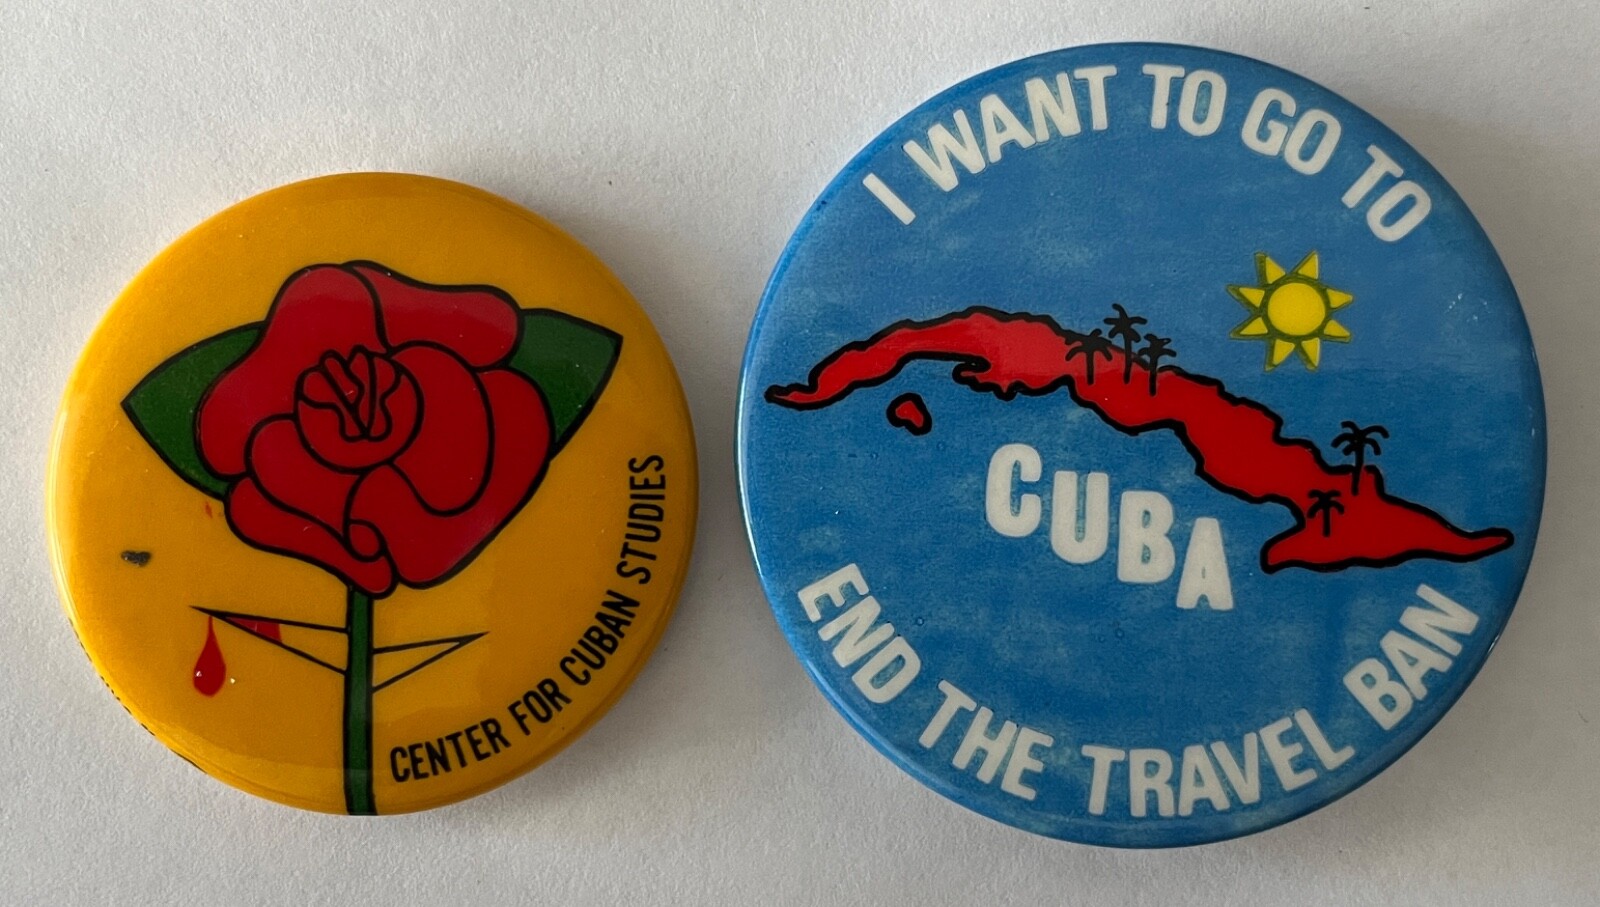 CENTER FOR CUBAN STUDIES
I WANT TO GO TO
CUBA
END THE TRAVEL BAN